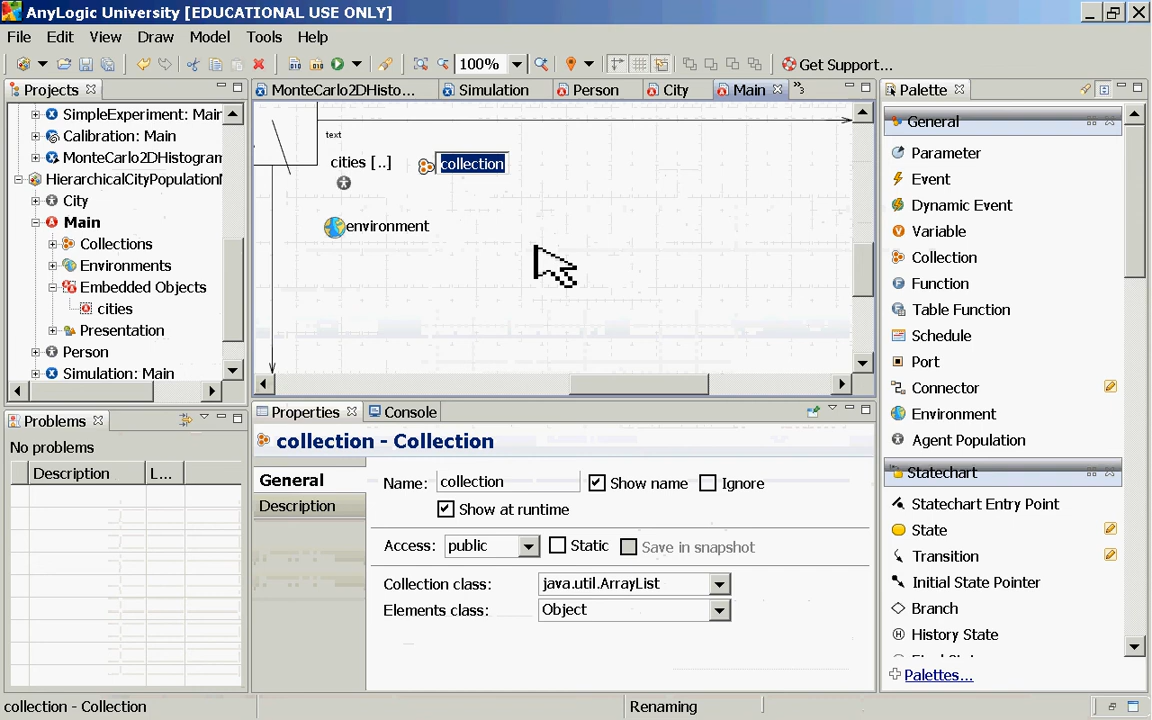 AnyLogic University [EDUCATIONAL USE ONLY]
File Edit View Draw Model Tools Help
100% Get Support...
Projects
SimpleExperiment: Mair
Calibration: Main
MonteCarlo2DHistogram
HierarchicalCityPopulation
City
Main
Collections
Environments
Embedded Objects
cities
Presentation
Person
Simulation: Main
MonteCarlo2DHisto... Simulation Person City Main »3
text
cities [..] collection
environment
Problems
No problems
Description L...
Properties Console
collection - Collection
General
Description
Name: collection Show name Ignore
Show at runtime
Access: public Static Save in snapshot
Collection class: java.util.ArrayList
Elements class: Object
Palette
General
Parameter
Event
Dynamic Event
Variable
Collection
Function
Table Function
Schedule
Port
Connector
Environment
Agent Population
Statechart
Statechart Entry Point
State
Transition
Initial State Pointer
Branch
History State
Palettes...
collection - Collection Renaming